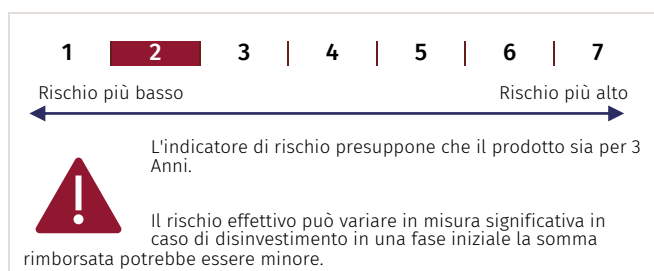 1 2 3 4 5 6 7
Rischio più basso Rischio più alto
L'indicatore di rischio presuppone che il prodotto sia per 3
Anni.
Il rischio effettivo può variare in misura significativa in
caso di disinvestimento in una fase iniziale la somma
rimborsata potrebbe essere minore.